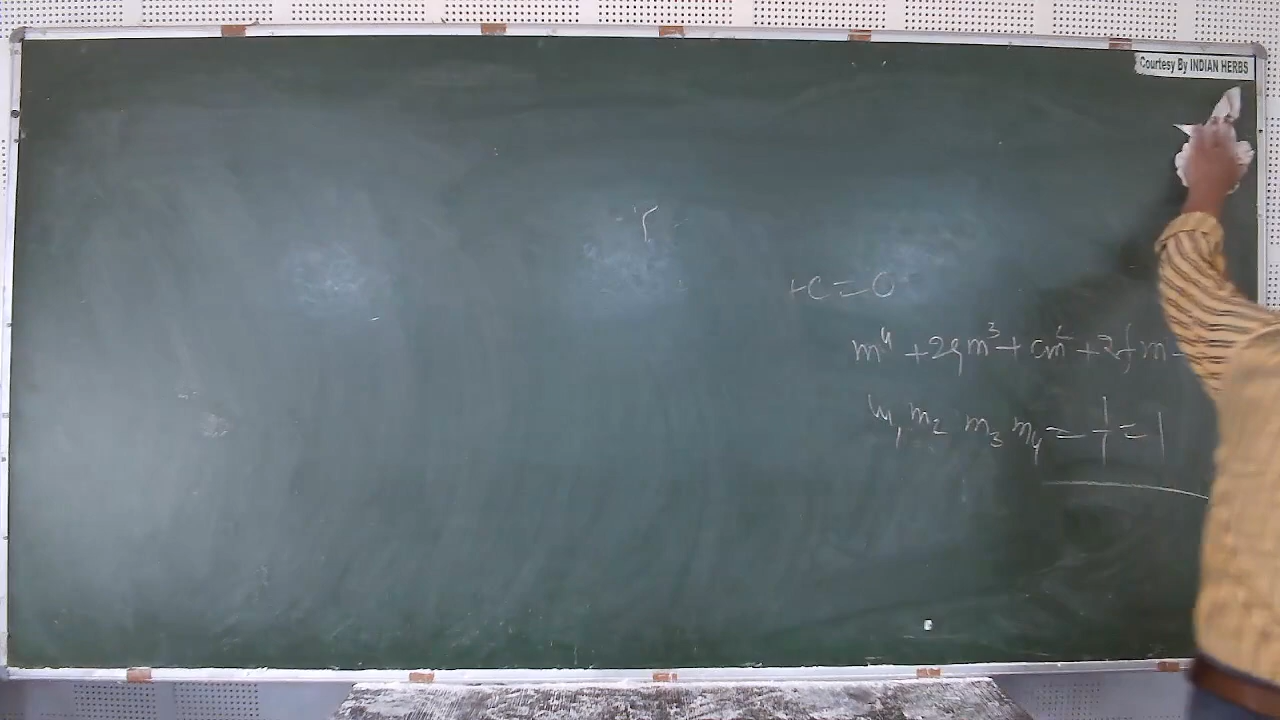 Courtesy By INDIAN HERBS
+c=0
m⁴ +2gm³+ cm² +2fm
m₁ m₂ m₃ m₄ = 1/1 = 1